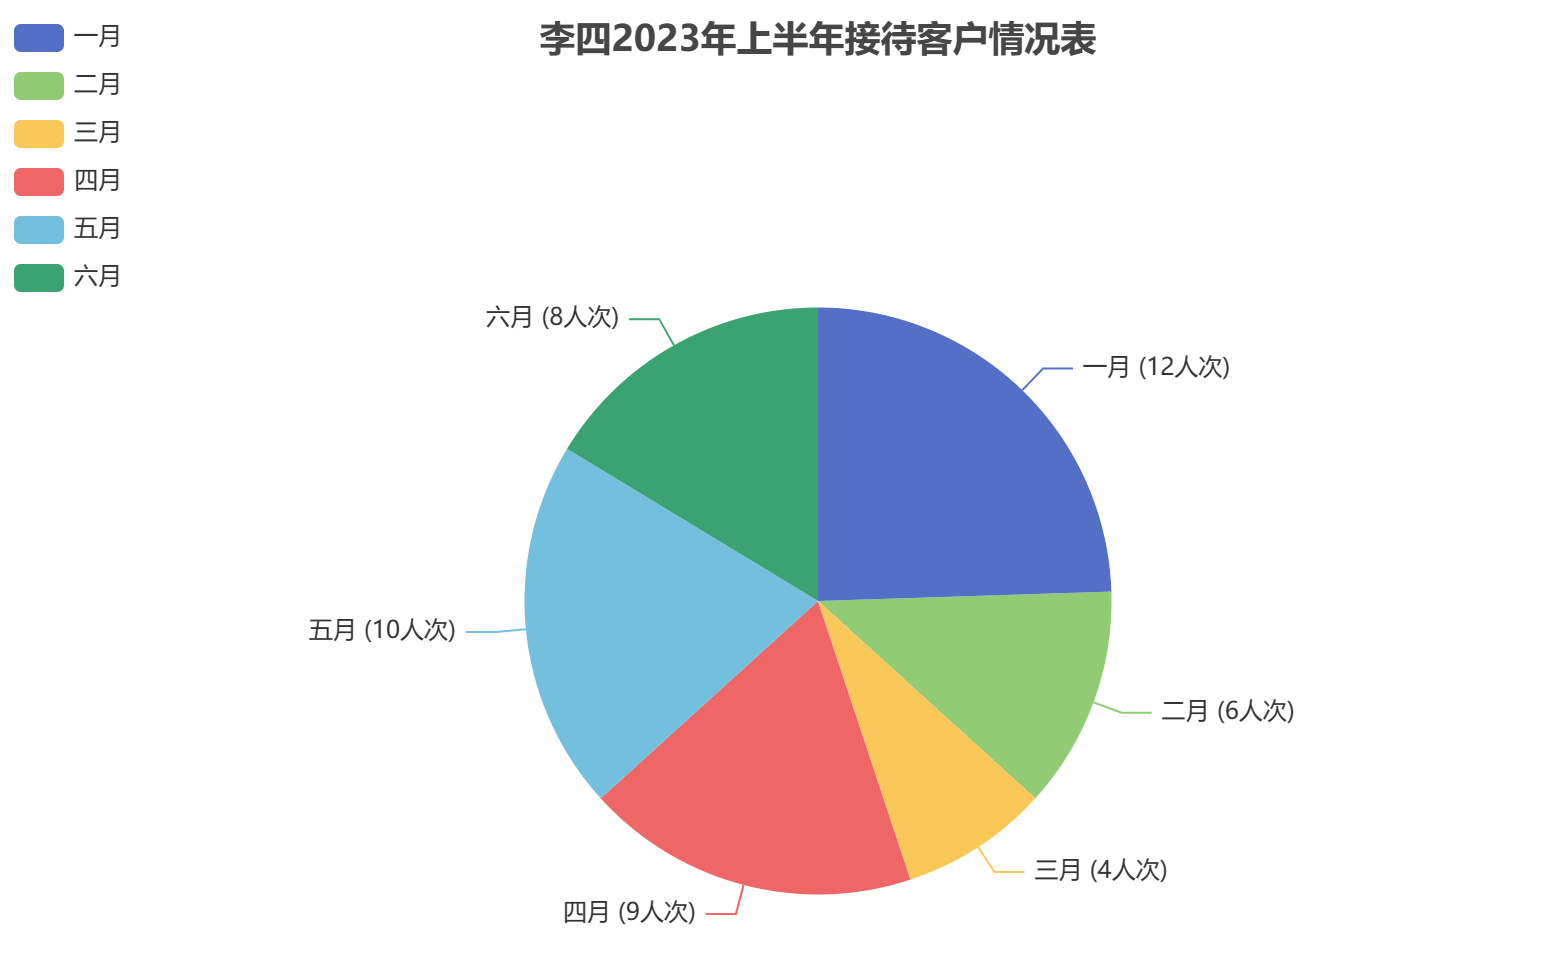 李四2023年上半年接待客户情况表
一月
二月
三月
四月
五月
六月
六月 (8人次)
一月 (12人次)
五月 (10人次)
二月 (6人次)
三月 (4人次)
四月 (9人次)